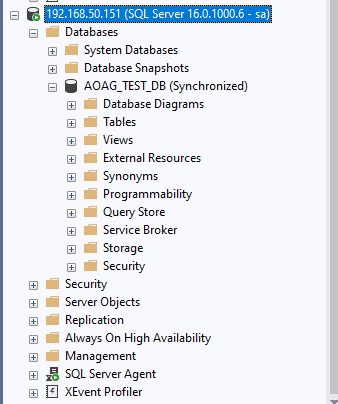 192.168.50.151 (SQL Server 16.0.1000.6 - sa)
Databases
System Databases
Database Snapshots
AOAG_TEST_DB (Synchronized)
Database Diagrams
Tables
Views
External Resources
Synonyms
Programmability
Query Store
Service Broker
Storage
Security
Security
Server Objects
Replication
Always On High Availability
Management
SQL Server Agent
XEvent Profiler